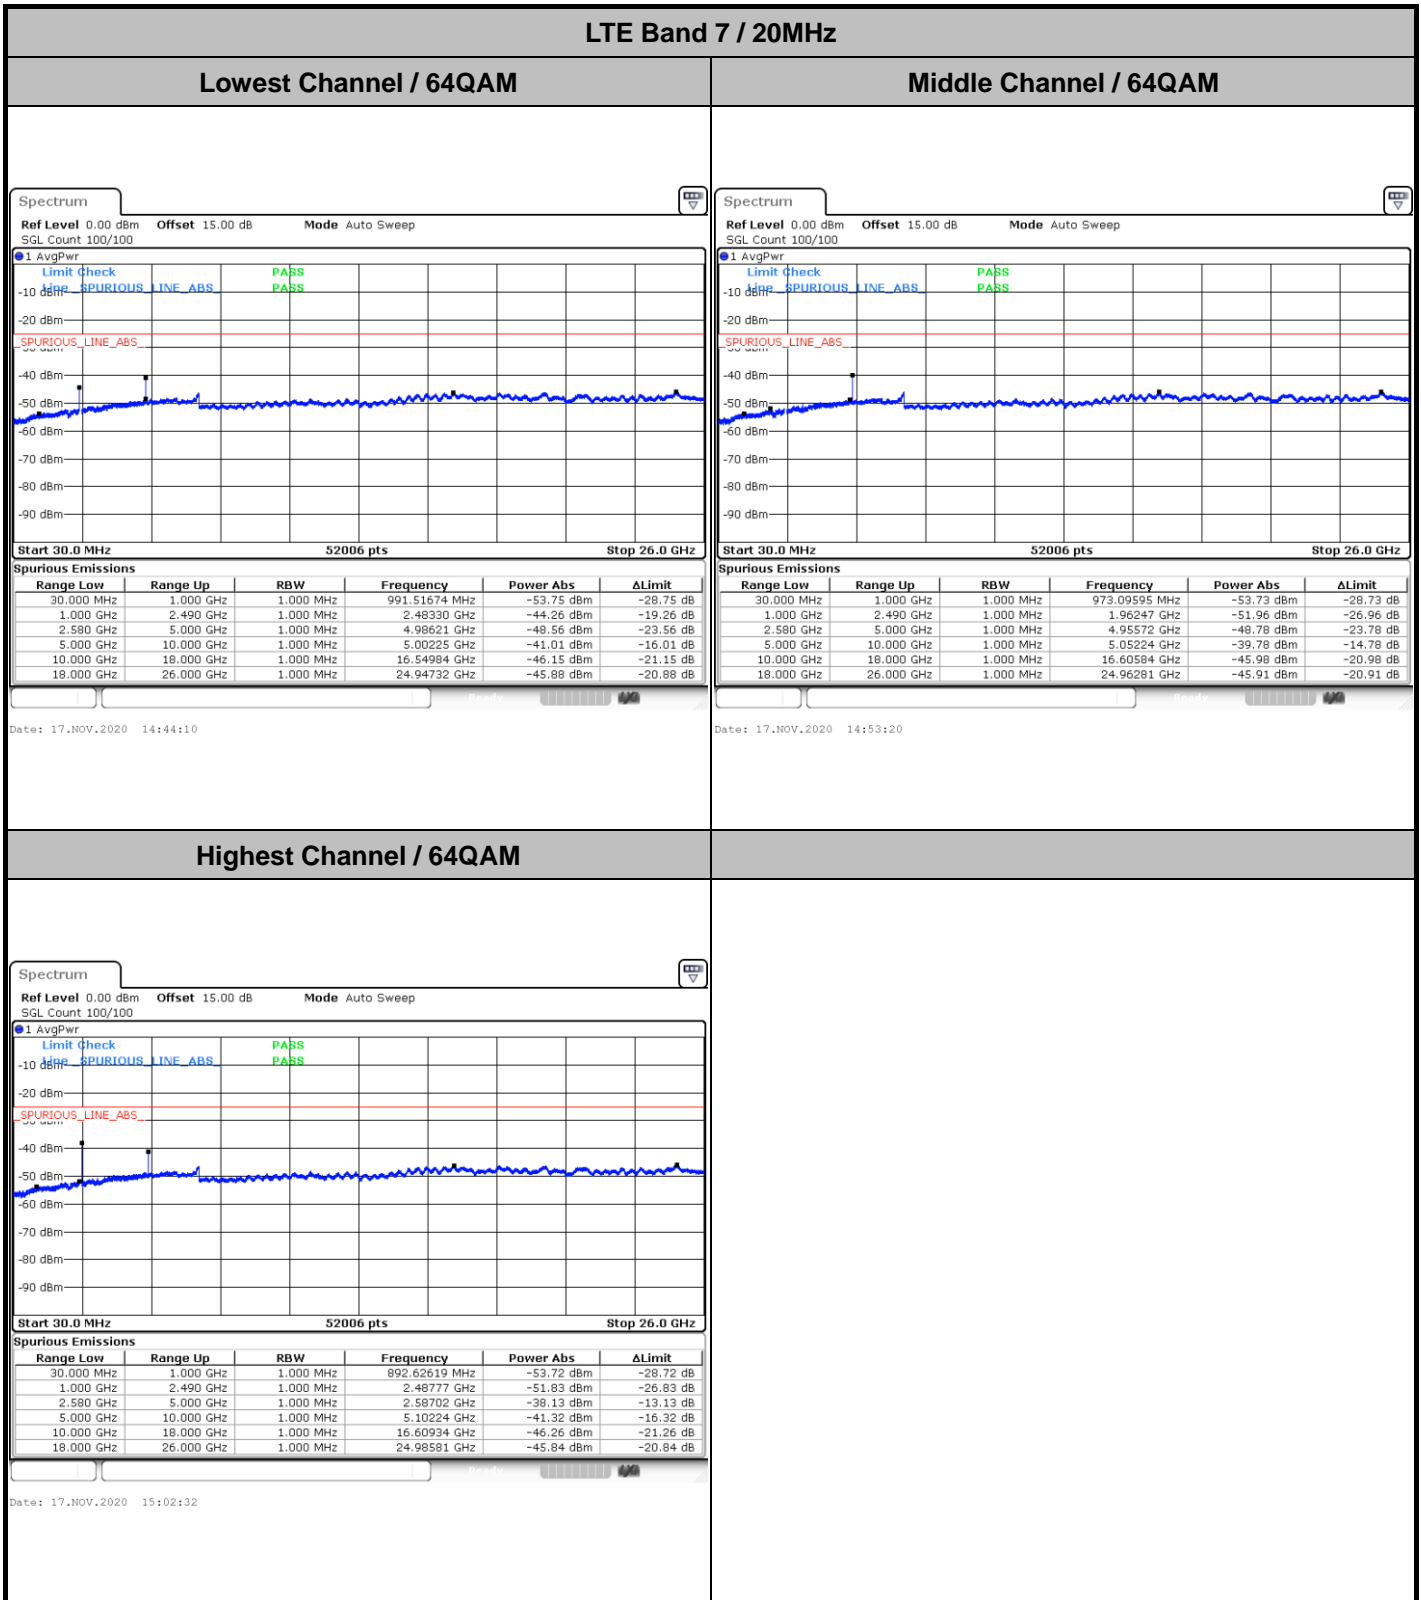 LTE Band 7 / 20MHz
Lowest Channel / 64QAM
Middle Channel / 64QAM
Spectrum
Ref Level 0.00 dBm Offset 15.00 dB Mode Auto Sweep
SGL Count 100/100
1 AvgPwr
Limit Check PASS
Line _SPURIOUS_LINE_ABS_ PASS
-10 dBm
-20 dBm
_SPURIOUS_LINE_ABS_
-30 dBm
-40 dBm
-50 dBm
-60 dBm
-70 dBm
-80 dBm
-90 dBm
Start 30.0 MHz 52006 pts Stop 26.0 GHz
Spurious Emissions
Range Low Range Up RBW Frequency Power Abs ΔLimit
30.000 MHz 1.000 GHz 1.000 MHz 991.51674 MHz -53.75 dBm -28.75 dB
1.000 GHz 2.490 GHz 1.000 MHz 2.48330 GHz -44.26 dBm -19.26 dB
2.580 GHz 5.000 GHz 1.000 MHz 4.98621 GHz -48.56 dBm -23.56 dB
5.000 GHz 10.000 GHz 1.000 MHz 5.00225 GHz -41.01 dBm -16.01 dB
10.000 GHz 18.000 GHz 1.000 MHz 16.54984 GHz -46.15 dBm -21.15 dB
18.000 GHz 26.000 GHz 1.000 MHz 24.94732 GHz -45.88 dBm -20.88 dB
Date: 17.NOV.2020 14:44:10
Spectrum
Ref Level 0.00 dBm Offset 15.00 dB Mode Auto Sweep
SGL Count 100/100
1 AvgPwr
Limit Check PASS
Line _SPURIOUS_LINE_ABS_ PASS
-10 dBm
-20 dBm
_SPURIOUS_LINE_ABS_
-30 dBm
-40 dBm
-50 dBm
-60 dBm
-70 dBm
-80 dBm
-90 dBm
Start 30.0 MHz 52006 pts Stop 26.0 GHz
Spurious Emissions
Range Low Range Up RBW Frequency Power Abs ΔLimit
30.000 MHz 1.000 GHz 1.000 MHz 973.09595 MHz -53.73 dBm -28.73 dB
1.000 GHz 2.490 GHz 1.000 MHz 1.96247 GHz -51.96 dBm -26.96 dB
2.580 GHz 5.000 GHz 1.000 MHz 4.95572 GHz -48.78 dBm -23.78 dB
5.000 GHz 10.000 GHz 1.000 MHz 5.05224 GHz -39.78 dBm -14.78 dB
10.000 GHz 18.000 GHz 1.000 MHz 16.60584 GHz -45.98 dBm -20.98 dB
18.000 GHz 26.000 GHz 1.000 MHz 24.96281 GHz -45.91 dBm -20.91 dB
Ready
Date: 17.NOV.2020 14:53:20
Highest Channel / 64QAM
Spectrum
Ref Level 0.00 dBm Offset 15.00 dB Mode Auto Sweep
SGL Count 100/100
1 AvgPwr
Limit Check PASS
Line _SPURIOUS_LINE_ABS_ PASS
-10 dBm
-20 dBm
_SPURIOUS_LINE_ABS_
-30 dBm
-40 dBm
-50 dBm
-60 dBm
-70 dBm
-80 dBm
-90 dBm
Start 30.0 MHz 52006 pts Stop 26.0 GHz
Spurious Emissions
Range Low Range Up RBW Frequency Power Abs ΔLimit
30.000 MHz 1.000 GHz 1.000 MHz 892.62619 MHz -53.72 dBm -28.72 dB
1.000 GHz 2.490 GHz 1.000 MHz 2.48777 GHz -51.83 dBm -26.83 dB
2.580 GHz 5.000 GHz 1.000 MHz 2.58702 GHz -38.13 dBm -13.13 dB
5.000 GHz 10.000 GHz 1.000 MHz 5.10224 GHz -41.32 dBm -16.32 dB
10.000 GHz 18.000 GHz 1.000 MHz 16.60934 GHz -46.26 dBm -21.26 dB
18.000 GHz 26.000 GHz 1.000 MHz 24.98581 GHz -45.84 dBm -20.84 dB
Ready
Date: 17.NOV.2020 15:02:32